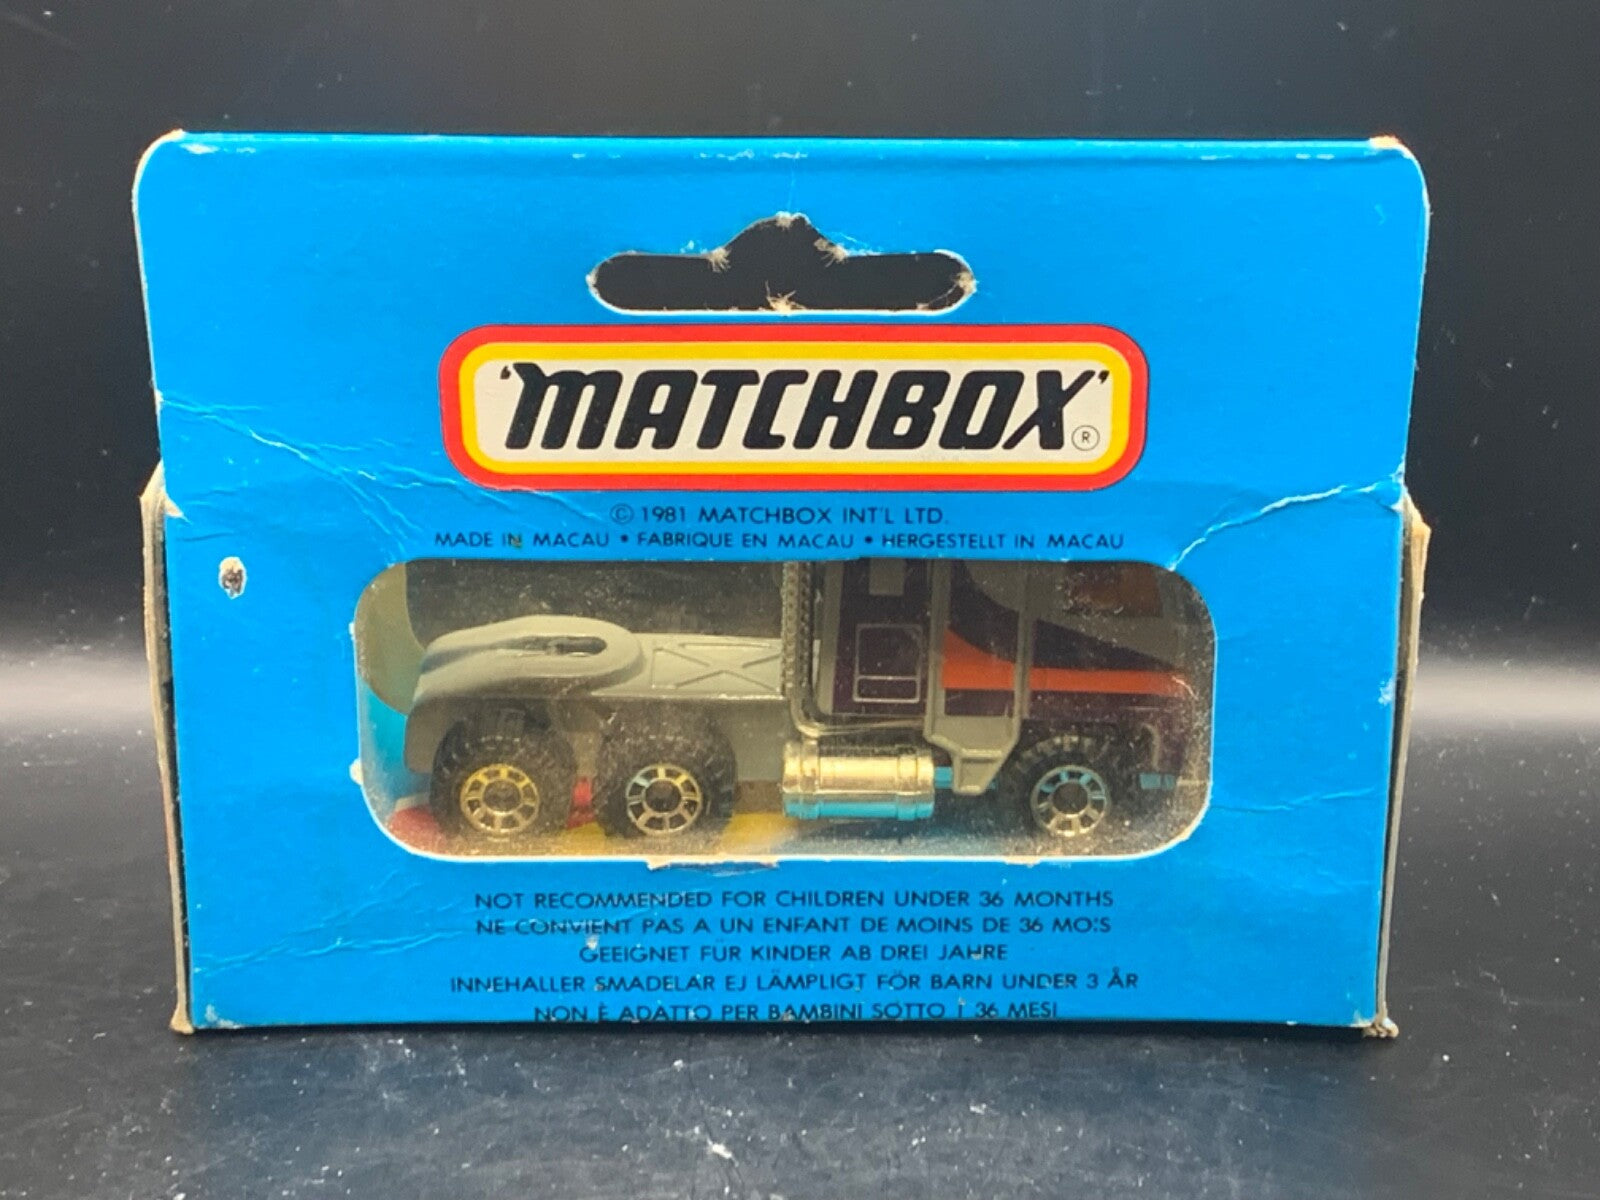 'MATCHBOX'®
© 1981 MATCHBOX INT'L LTD.
MADE IN MACAU • FABRIQUE EN MACAU • HERGESTELLT IN MACAU
NOT RECOMMENDED FOR CHILDREN UNDER 36 MONTHS
NE CONVIENT PAS A UN ENFANT DE MOINS DE 36 MO:S
GEEIGNET FÜR KINDER AB DREI JAHRE
INNEHALLER SMADELAR EJ LÄMPLIGT FÖR BARN UNDER 3 ÅR
NON È ADATTO PER BAMBINI SOTTO I 36 MESI